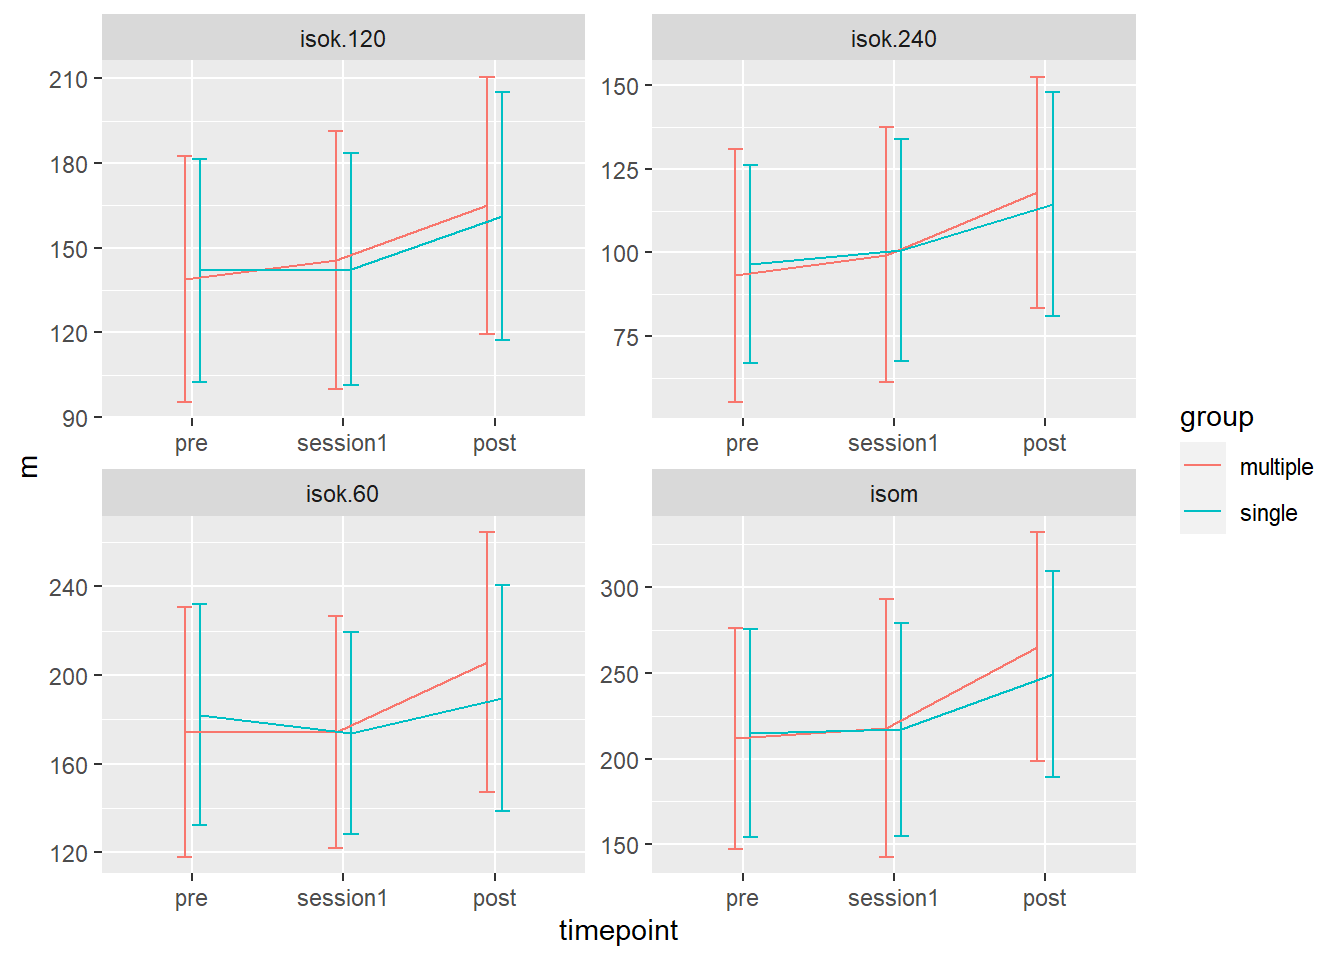 isok.120
isok.240
210
180
150
120
90
150
125
100
75
pre session1 post
pre session1 post
isok.60
isom
240
200
160
120
300
250
200
150
pre session1 post
pre session1 post
m
timepoint
group
multiple
single